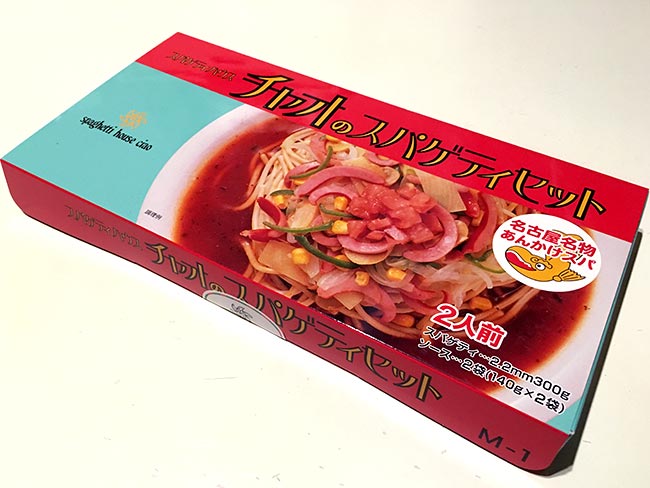 スパゲティハウス
チャオのスパゲティセット
spaghetti house ciao
調理例
名古屋名物
あんかけスパ
2人前
スパゲティ…2.2mm300g
ソース…2袋(140g×2袋)
スパゲティハウス
チャオのスパゲティセット
M-1